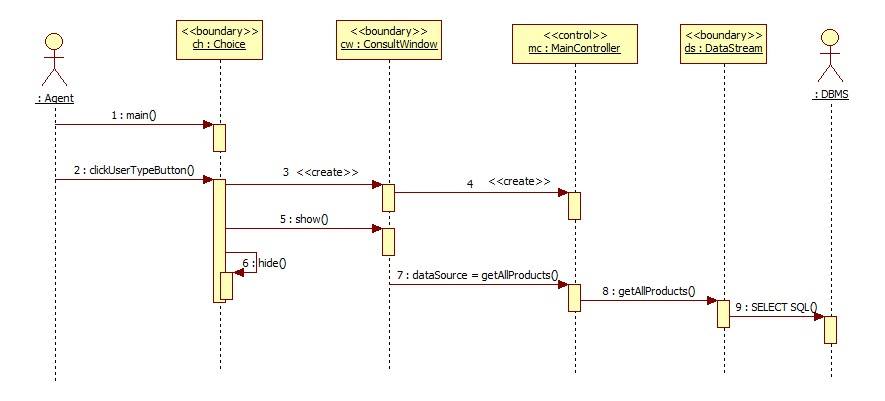 <<boundary>>
ch : Choice
<<boundary>>
cw : ConsultWindow
<<control>>
mc : MainController
<<boundary>>
ds : DataStream
: Agent
: DBMS
1 : main()
2 : clickUserTypeButton()
3 <<create>>
4 <<create>>
5 : show()
6 : hide()
7 : dataSource = getAllProducts()
8 : getAllProducts()
9 : SELECT SQL()